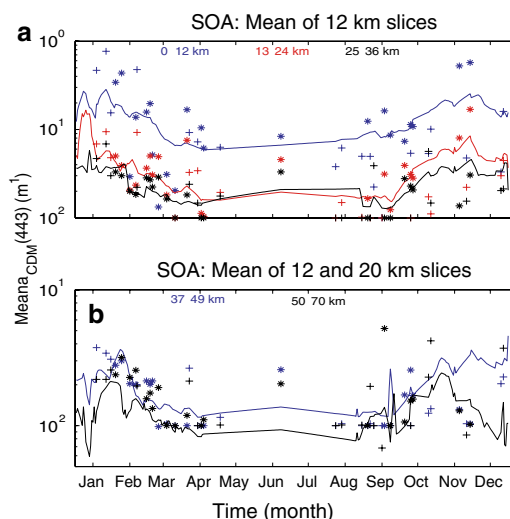 SOA: Mean of 12 km slices
a
0 12 km
13 24 km
25 36 km
10 0
10 1
10 2
Mean a CDM (443) (m 1)
SOA: Mean of 12 and 20 km slices
b
37 49 km
50 70 km
10 1
10 2
Jan Feb Mar Apr May Jun Jul Aug Sep Oct Nov Dec
Time (month)